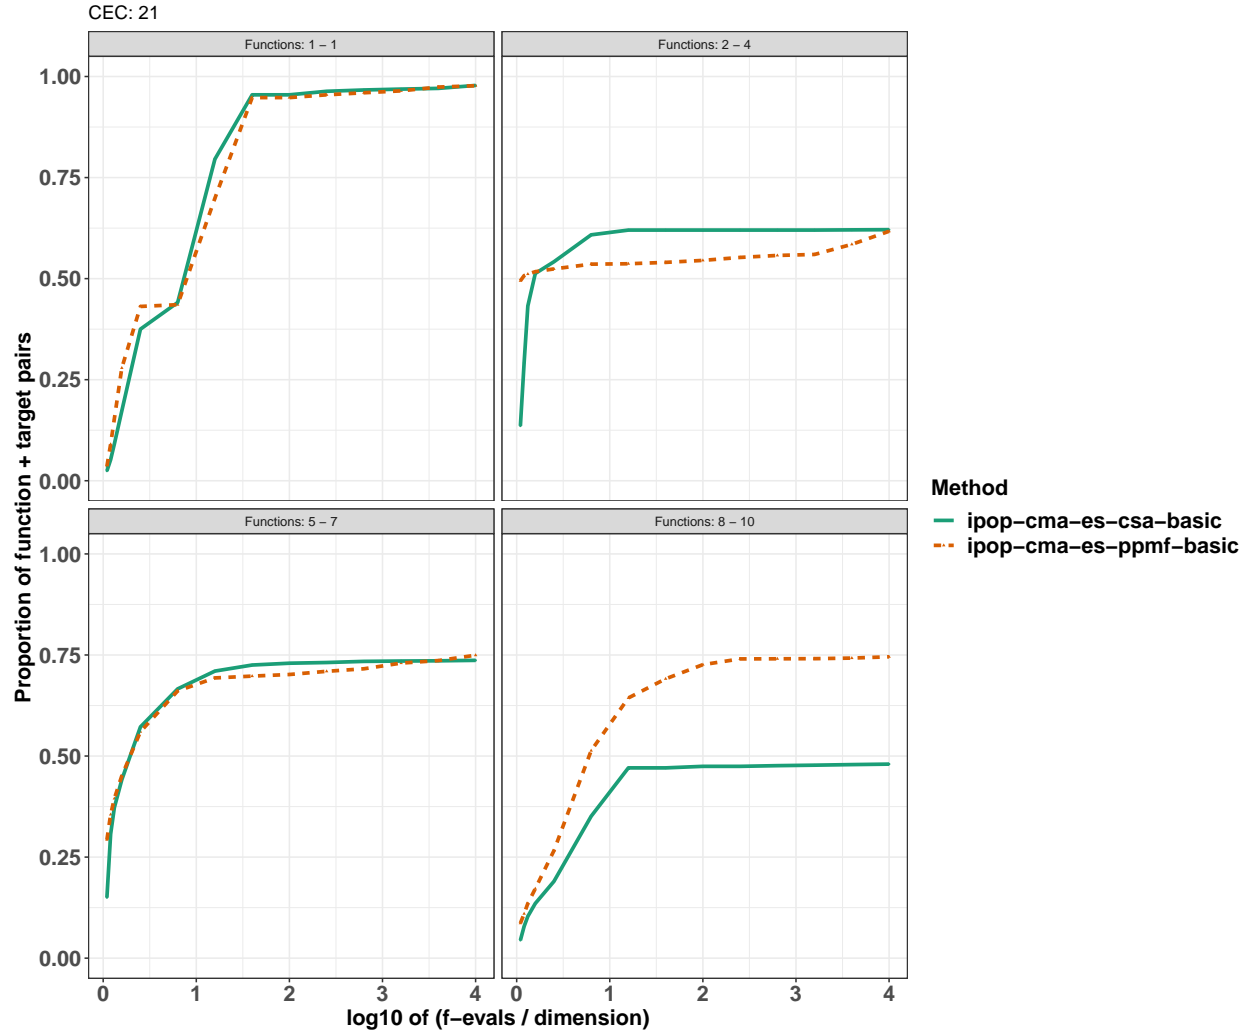 CEC: 21
Functions: 1 − 1
Functions: 2 − 4
1.00
0.75
0.50
0.25
0.00
Functions: 5 − 7
Functions: 8 − 10
1.00
0.75
0.50
0.25
0.00
0 1 2 3 4
0 1 2 3 4
log10 of (f−evals / dimension)
Proportion of function + target pairs
Method
ipop−cma−es−csa−basic
ipop−cma−es−ppmf−basic